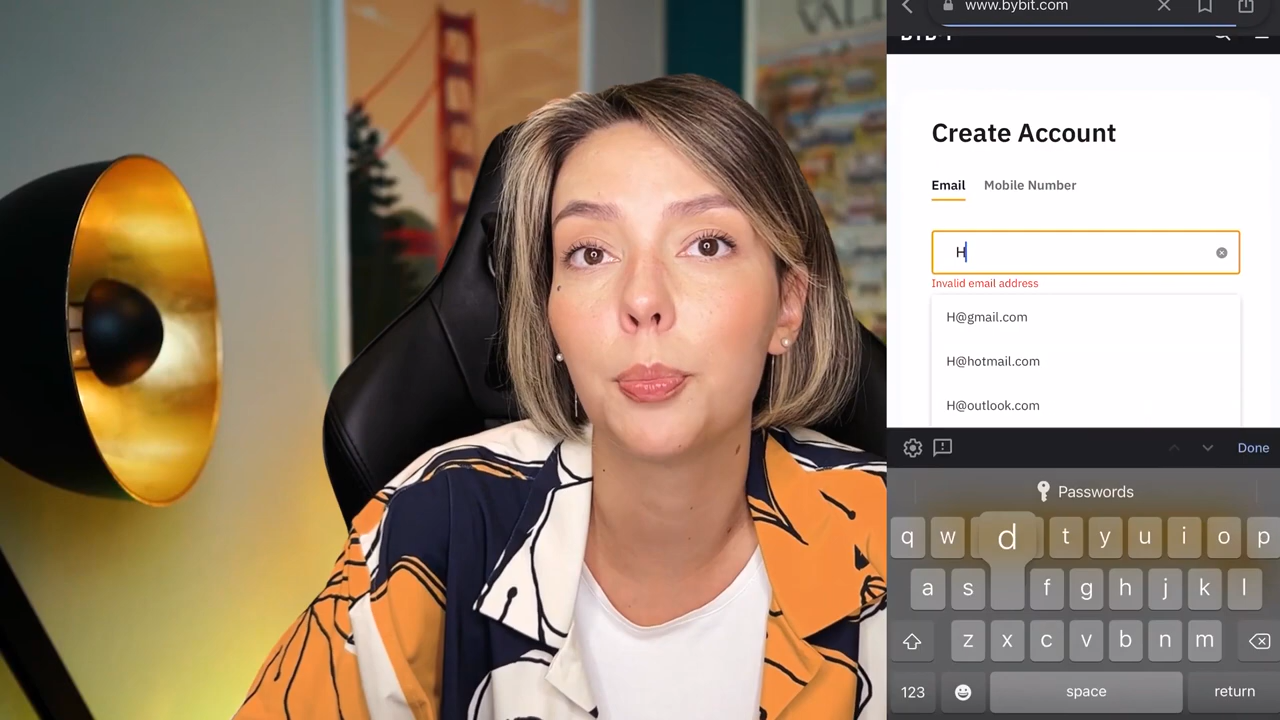 www.bybit.com
Create Account
Email Mobile Number
H
Invalid email address
H@gmail.com
H@hotmail.com
H@outlook.com
Done
Passwords
q w d t y u i o p
a s f g h j k l
z x c v b n m
123 space return